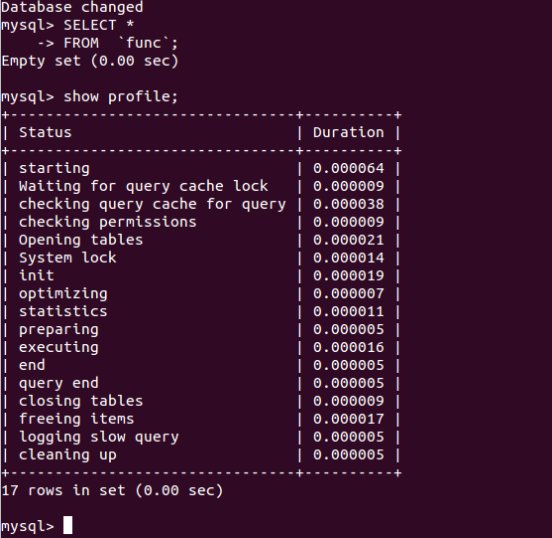 Database changed
mysql> SELECT *
    -> FROM  `func`;
Empty set (0.00 sec)

mysql> show profile;
+--------------------------------+----------+
| Status                         | Duration |
+--------------------------------+----------+
| starting                       | 0.000064 |
| Waiting for query cache lock   | 0.000009 |
| checking query cache for query | 0.000038 |
| checking permissions           | 0.000009 |
| Opening tables                 | 0.000021 |
| System lock                    | 0.000014 |
| init                           | 0.000019 |
| optimizing                     | 0.000007 |
| statistics                     | 0.000011 |
| preparing                      | 0.000005 |
| executing                      | 0.000016 |
| end                            | 0.000005 |
| query end                      | 0.000005 |
| closing tables                 | 0.000009 |
| freeing items                  | 0.000017 |
| logging slow query             | 0.000005 |
| cleaning up                    | 0.000005 |
+--------------------------------+----------+
17 rows in set (0.00 sec)

mysql>